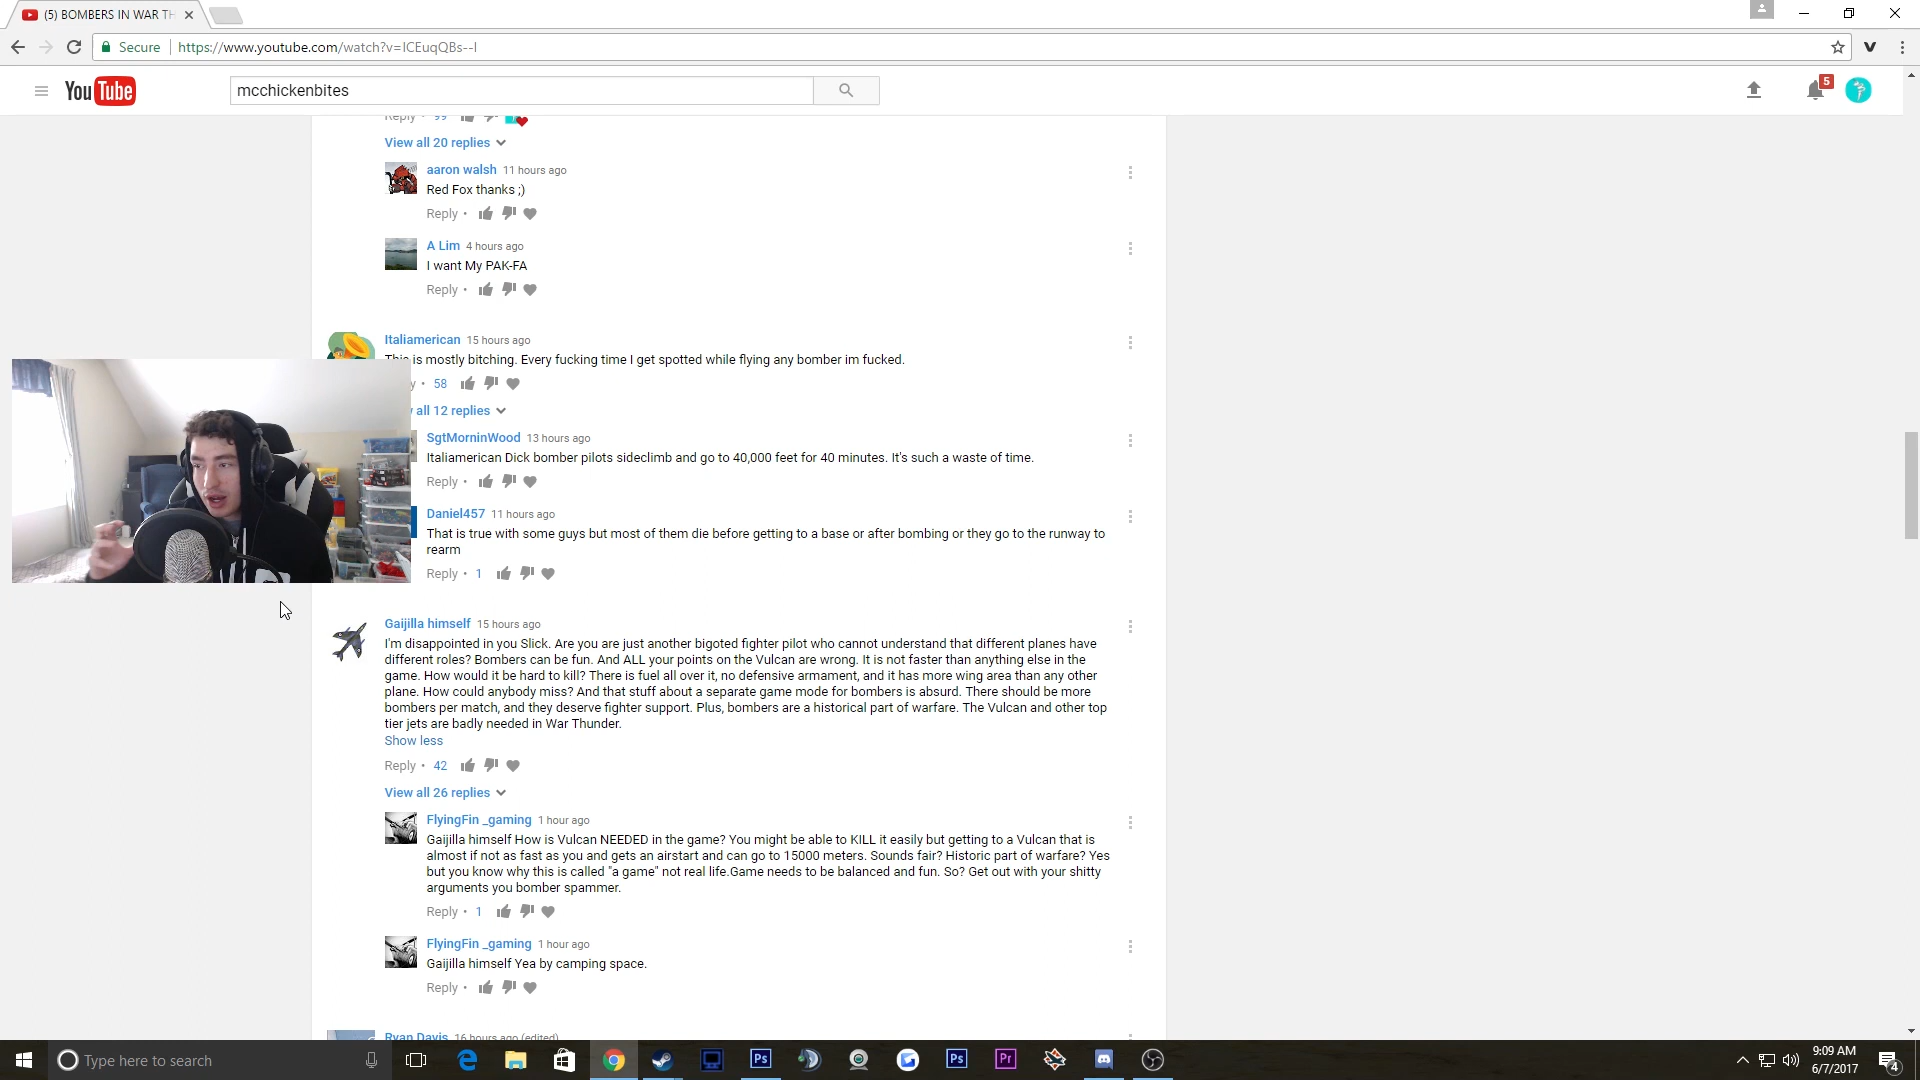 (5) BOMBERS IN WAR TH
Secure
https://www.youtube.com/watch?v=ICEuqQBs--I
YouTube
mcchickenbites
5
Reply • 99
View all 20 replies
aaron walsh 11 hours ago
Red Fox thanks ;)
Reply •
A Lim 4 hours ago
I want My PAK-FA
Reply •
Italiamerican 15 hours ago
This is mostly bitching. Every fucking time I get spotted while flying any bomber im fucked.
58
all 12 replies
SgtMorninWood 13 hours ago
Italiamerican Dick bomber pilots sideclimb and go to 40,000 feet for 40 minutes. It's such a waste of time.
Reply •
Daniel457 11 hours ago
That is true with some guys but most of them die before getting to a base or after bombing or they go to the runway to
rearm
Reply • 1
Gaijilla himself 15 hours ago
I'm disappointed in you Slick. Are you are just another bigoted fighter pilot who cannot understand that different planes have
different roles? Bombers can be fun. And ALL your points on the Vulcan are wrong. It is not faster than anything else in the
game. How would it be hard to kill? There is fuel all over it, no defensive armament, and it has more wing area than any other
plane. How could anybody miss? And that stuff about a separate game mode for bombers is absurd. There should be more
bombers per match, and they deserve fighter support. Plus, bombers are a historical part of warfare. The Vulcan and other top
tier jets are badly needed in War Thunder.
Show less
Reply • 42
View all 26 replies
FlyingFin _gaming 1 hour ago
Gaijilla himself How is Vulcan NEEDED in the game? You might be able to KILL it easily but getting to a Vulcan that is
almost if not as fast as you and gets an airstart and can go to 15000 meters. Sounds fair? Historic part of warfare? Yes
but you know why this is called "a game" not real life.Game needs to be balanced and fun. So? Get out with your shitty
arguments you bomber spammer.
Reply • 1
FlyingFin _gaming 1 hour ago
Gaijilla himself Yea by camping space.
Reply •
Ryan Davis 16 hours ago (edited)
Type here to search
Ps
Ps
Pr
9:09 AM
6/7/2017
4